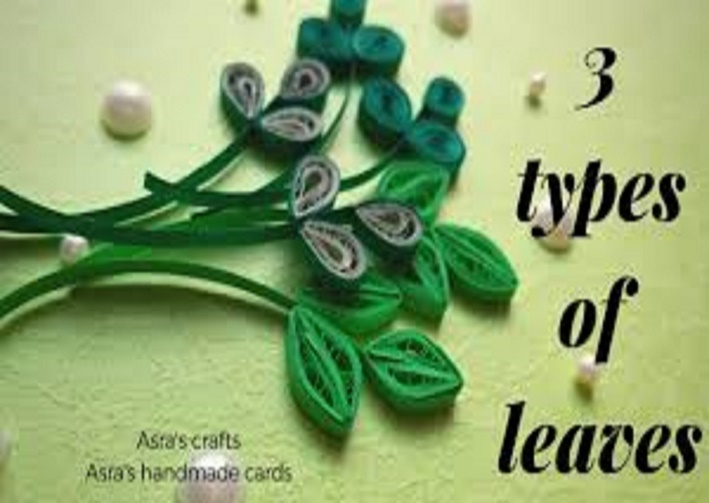 3
types
of
leaves
Asra's crafts
Asra's handmade cards